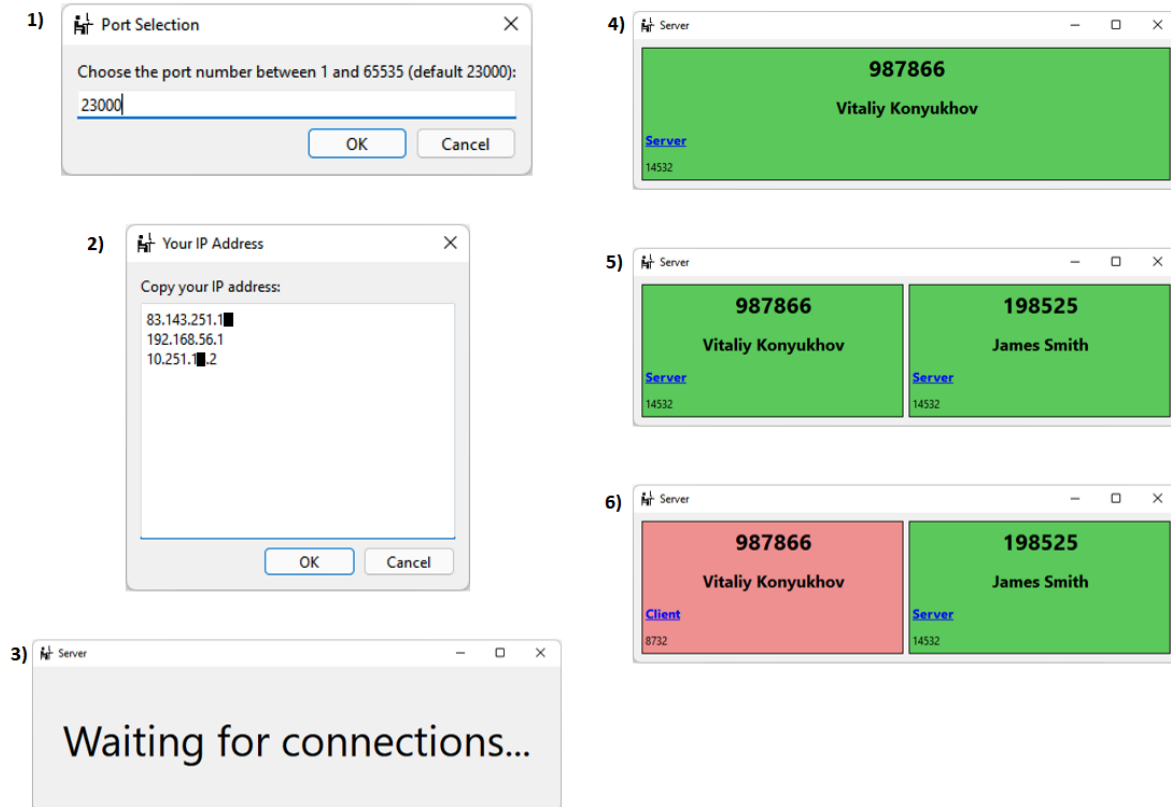 1)
Port Selection
Choose the port number between 1 and 65535 (default 23000):
23000
OK Cancel
2)
Your IP Address
Copy your IP address:
83.143.251.1
192.168.56.1
10.251.1 .2
OK Cancel
3)
Server
Waiting for connections...
4)
Server
987866
Vitaliy Konyukhov
Server
14532
5)
Server
987866
Vitaliy Konyukhov
Server
14532
198525
James Smith
Server
14532
6)
Server
987866
Vitaliy Konyukhov
Client
8732
198525
James Smith
Server
14532